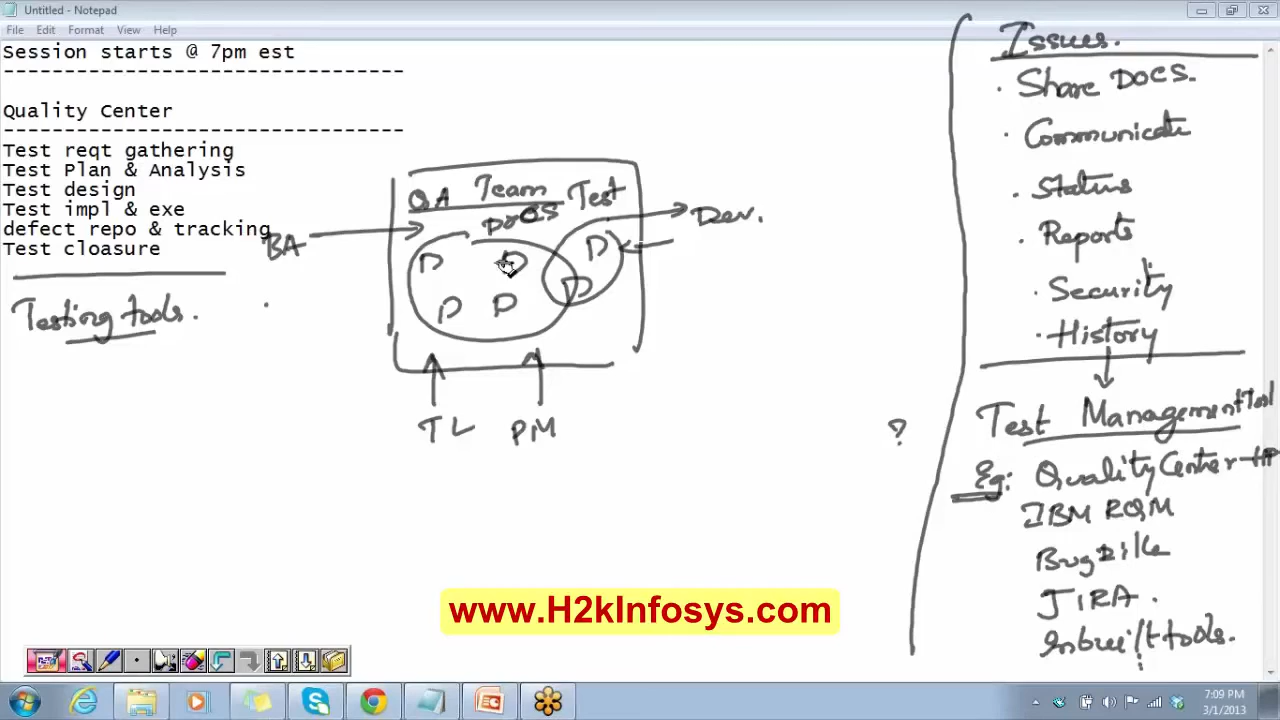 Untitled - Notepad
File Edit Format View Help
Session starts @ 7pm est
--------------------------------
Quality Center
--------------------------------
Test reqt gathering
Test Plan & Analysis
Test design
Test impl & exe
defect repo & tracking
Test cloasure
Testing tools.
QA Team Test
Docs
BA
Dev.
D D D
D D D
TL PM
?
Issues.
. Share Docs.
. Communicate
. Status
. Reports
. Security
. History
Test Management Tool
Eg: Quality Center-HP
IBM RQM
Bugzilla
JIRA.
Inbuilt tools.
www.H2kInfosys.com
7:09 PM
3/1/2013